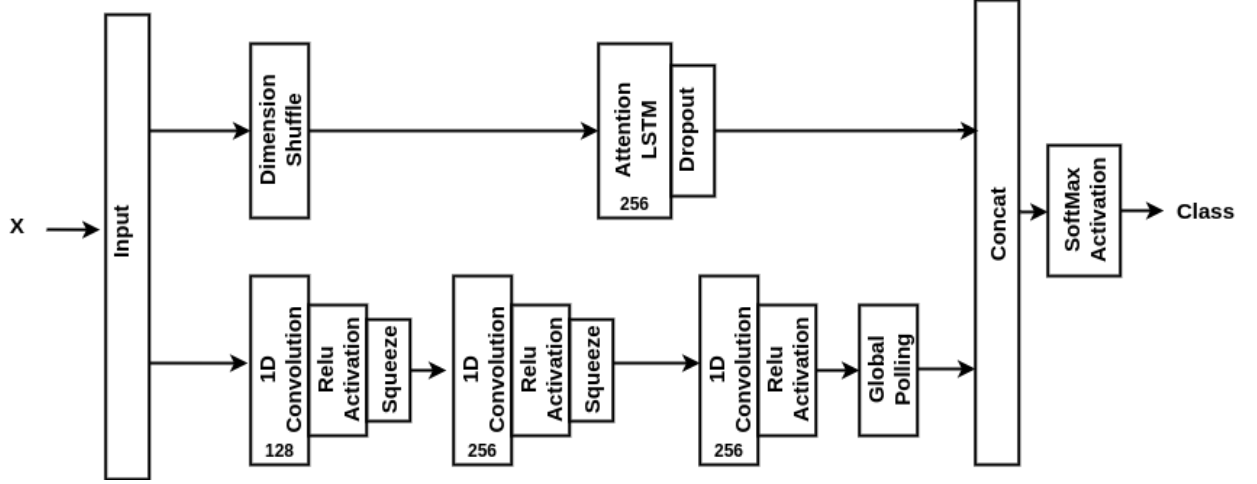 X
Input
Dimension
Shuffle
Attention
LSTM
256
Dropout
1D
Convolution
128
Relu
Activation
Squeeze
1D
Convolution
256
Relu
Activation
Squeeze
1D
Convolution
256
Relu
Activation
Global
Polling
Concat
SoftMax
Activation
Class